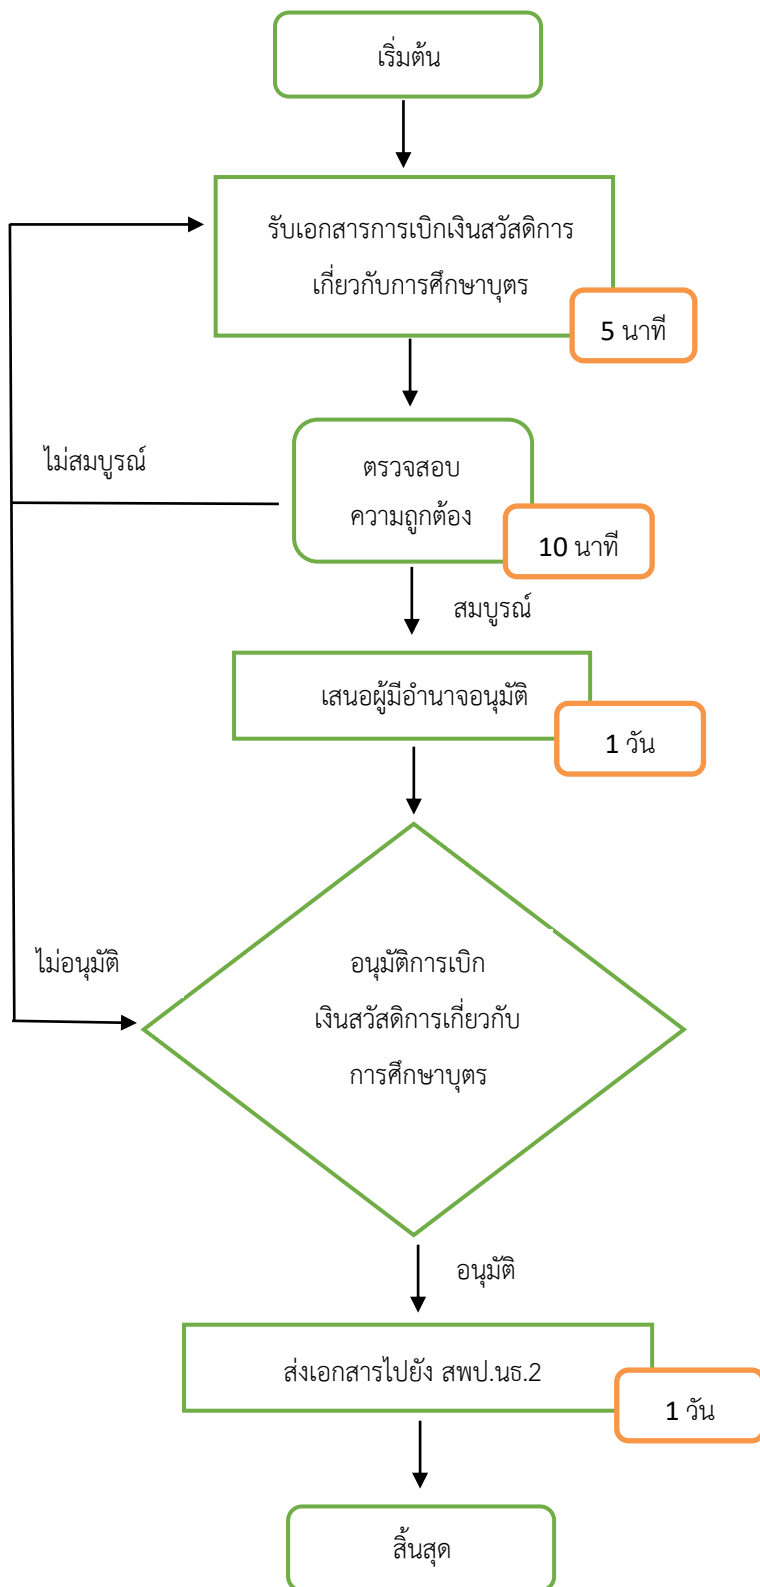 เริ่มต้น
รับเอกสารการเบิกเงินสวัสดิการ
เกี่ยวกับการศึกษาบุตร
5 นาที
ไม่สมบูรณ์
ตรวจสอบ
ความถูกต้อง
10 นาที
สมบูรณ์
เสนอผู้มีอำนาจอนุมัติ
1 วัน
ไม่อนุมัติ
อนุมัติการเบิก
เงินสวัสดิการเกี่ยวกับ
การศึกษาบุตร
อนุมัติ
ส่งเอกสารไปยัง สพป.นธ.2
1 วัน
สิ้นสุด